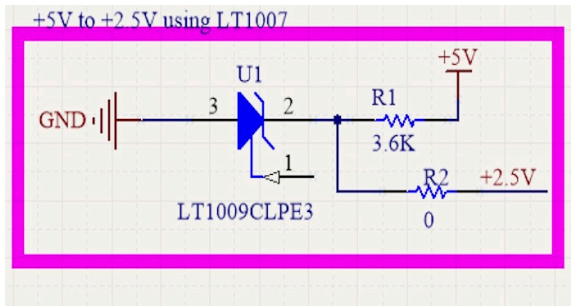 +5V to +2.5V using LT1007
+5V
U1
R1
GND
3
2
3.6K
1
R2
+2.5V
LT1009CLPE3
0